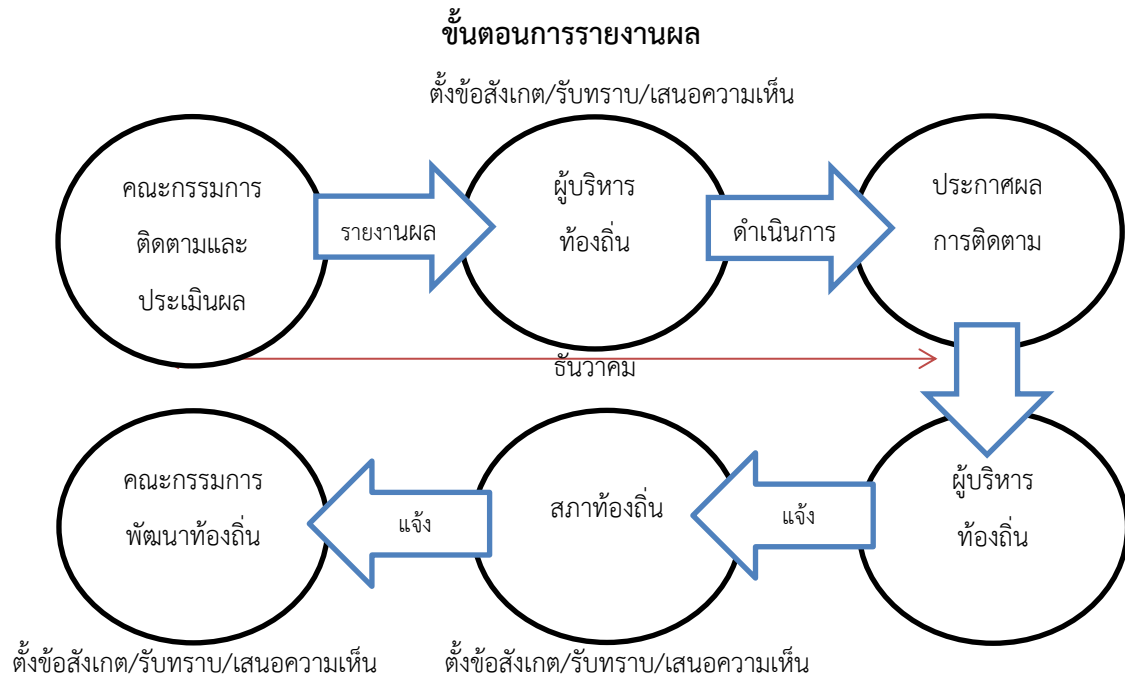 ขั้นตอนการรายงานผล
ตั้งข้อสังเกต/รับทราบ/เสนอความเห็น
คณะกรรมการ
ติดตามและ
ประเมินผล
รายงานผล
ผู้บริหาร
ท้องถิ่น
ดำเนินการ
ประกาศผล
การติดตาม
ธันวาคม
ผู้บริหาร
ท้องถิ่น
แจ้ง
สภาท้องถิ่น
แจ้ง
คณะกรรมการ
พัฒนาท้องถิ่น
ตั้งข้อสังเกต/รับทราบ/เสนอความเห็น
ตั้งข้อสังเกต/รับทราบ/เสนอความเห็น